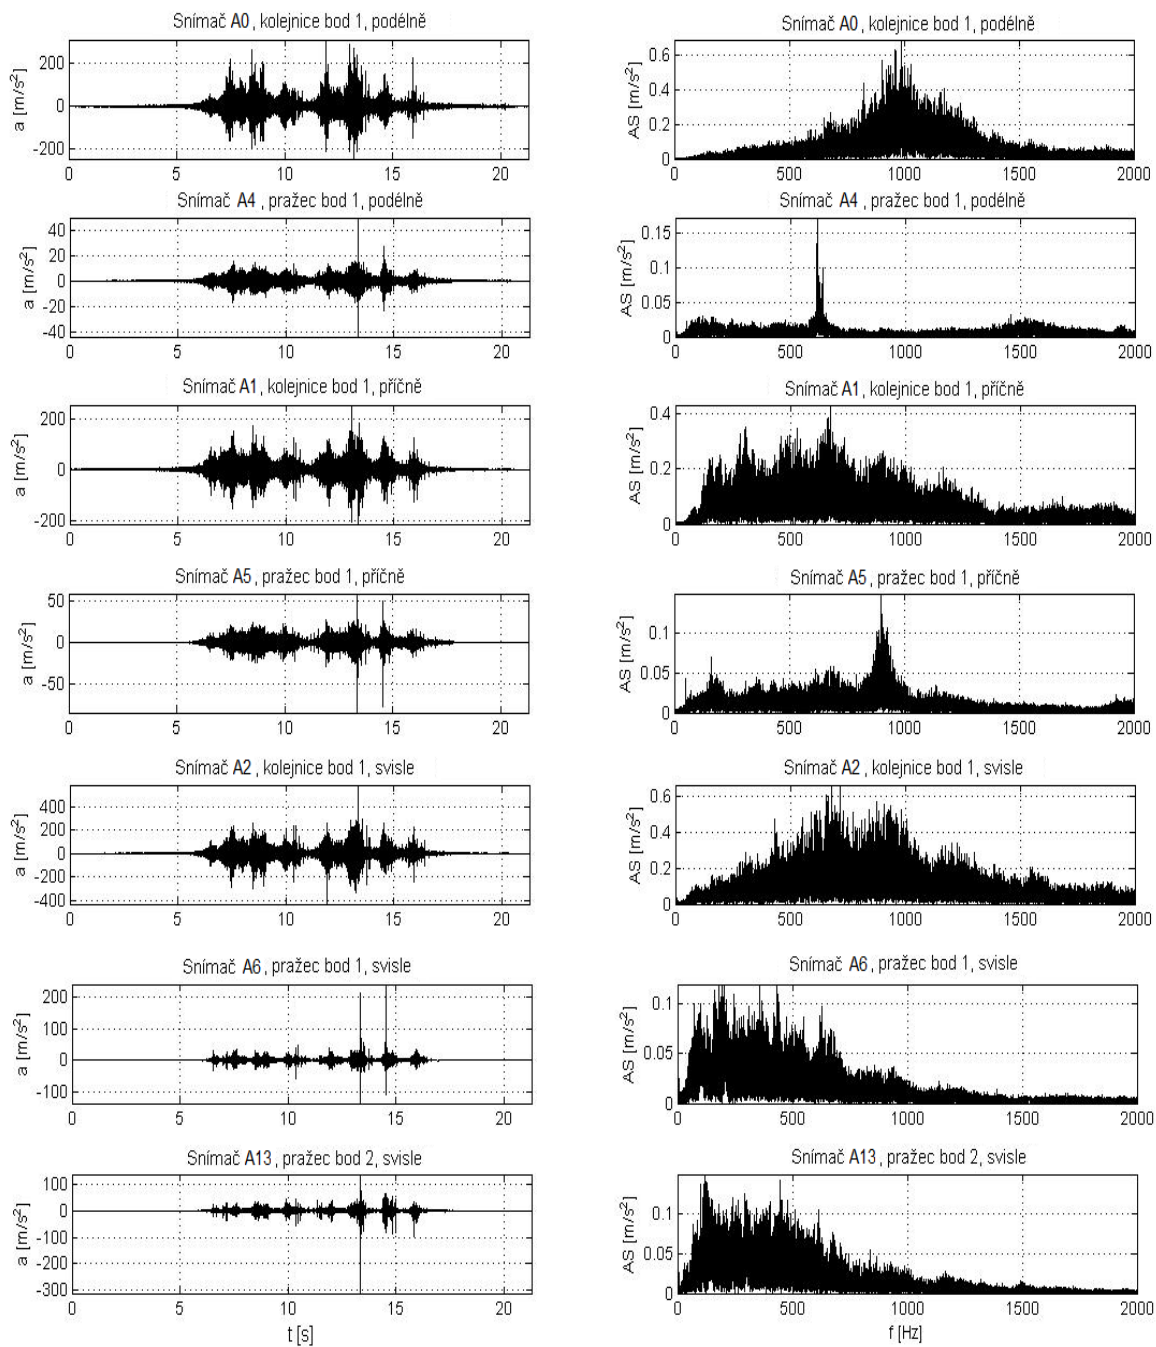 Snímač A0, kolejnice bod 1, podélně
a [m/s²]
200
0
-200
0 5 10 15 20
Snímač A0, kolejnice bod 1, podélně
AS [m/s²]
0.6
0.4
0.2
0
0 500 1000 1500 2000
Snímač A4, pražec bod 1, podélně
a [m/s²]
40
20
0
-20
-40
0 5 10 15 20
Snímač A4, pražec bod 1, podélně
AS [m/s²]
0.15
0.1
0.05
0
0 500 1000 1500 2000
Snímač A1, kolejnice bod 1, příčně
a [m/s²]
200
0
-200
0 5 10 15 20
Snímač A1, kolejnice bod 1, příčně
AS [m/s²]
0.4
0.2
0
0 500 1000 1500 2000
Snímač A5, pražec bod 1, příčně
a [m/s²]
50
0
-50
0 5 10 15 20
Snímač A5, pražec bod 1, příčně
AS [m/s²]
0.1
0.05
0
0 500 1000 1500 2000
Snímač A2, kolejnice bod 1, svisle
a [m/s²]
400
200
0
-200
-400
0 5 10 15 20
Snímač A2, kolejnice bod 1, svisle
AS [m/s²]
0.6
0.4
0.2
0
0 500 1000 1500 2000
Snímač A6, pražec bod 1, svisle
a [m/s²]
200
100
0
-100
0 5 10 15 20
Snímač A6, pražec bod 1, svisle
AS [m/s²]
0.1
0.05
0
0 500 1000 1500 2000
Snímač A13, pražec bod 2, svisle
a [m/s²]
100
0
-100
-200
-300
0 5 10 15 20
t [s]
Snímač A13, pražec bod 2, svisle
AS [m/s²]
0.1
0.05
0
0 500 1000 1500 2000
f [Hz]